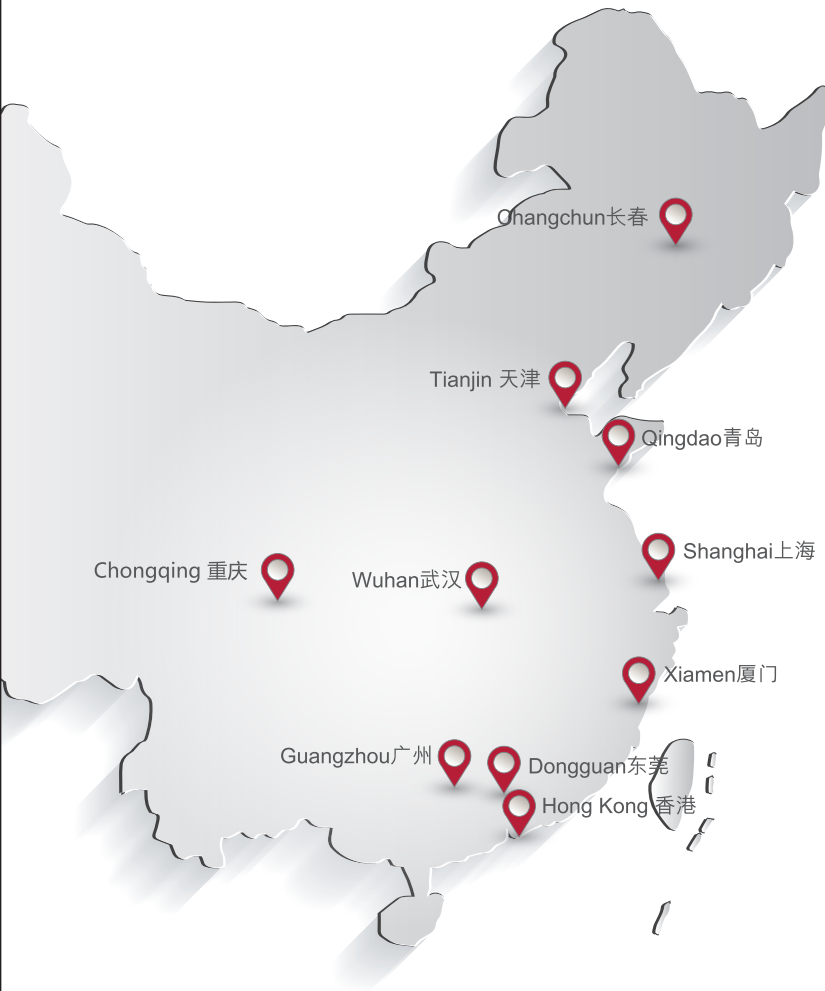 Changchun长春
Tianjin 天津
Qingdao青岛
Shanghai上海
Chongqing 重庆
Wuhan武汉
Xiamen厦门
Guangzhou广州
Dongguan东莞
Hong Kong 香港